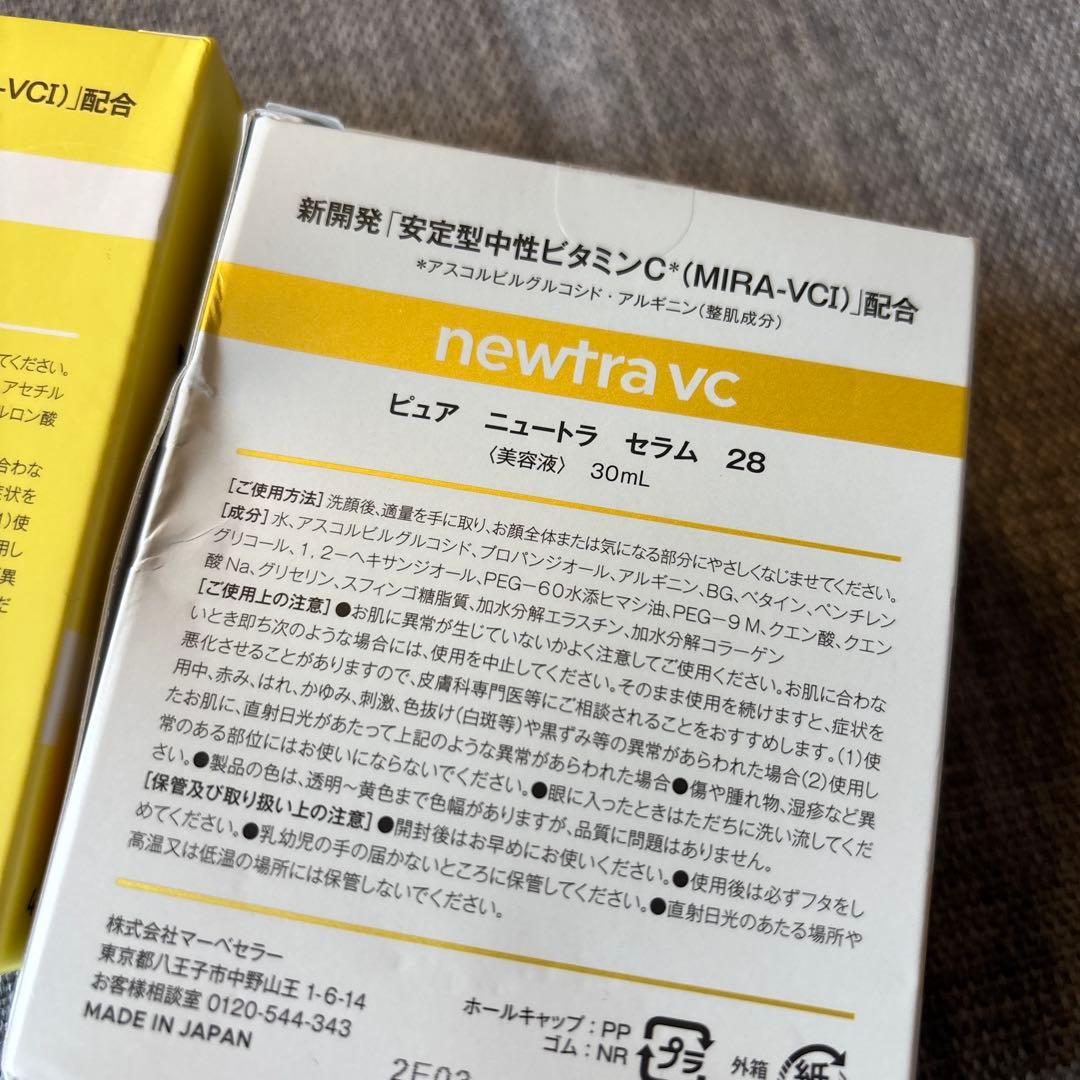 -VCI)」配合
てください。
アセチル
ルロン酸
合わな
症状を
1)使
用し
異
だ
新開発「安定型中性ビタミンC*(MIRA-VCI)」配合
*アスコルビルグルコシド・アルギニン(整肌成分)
newtra vc
ピュア ニュートラ セラム 28
〈美容液〉 30mL
[ご使用方法]洗顔後、適量を手に取り、お顔全体または気になる部分にやさしくなじませてください。
[成分]水、アスコルビルグルコシド、プロパンジオール、アルギニン、BG、ベタイン、ペンチレン
グリコール、1,2-ヘキサンジオール、PEG-60水添ヒマシ油、PEG-9M、クエン酸、クエン
酸Na、グリセリン、スフィンゴ糖脂質、加水分解エラスチン、加水分解コラーゲン
[ご使用上の注意]●お肌に異常が生じていないかよく注意してご使用ください。お肌に合わな
いとき即ち次のような場合には、使用を中止してください。そのまま使用を続けますと、症状を
悪化させることがありますので、皮膚科専門医等にご相談されることをおすすめします。(1)使
用中、赤み、はれ、かゆみ、刺激、色抜け(白斑等)や黒ずみ等の異常があらわれた場合(2)使用し
たお肌に、直射日光があたって上記のような異常があらわれた場合●傷や腫れ物、湿疹など異
常のある部位にはお使いにならないでください。●眼に入ったときはただちに洗い流してくだ
さい。●製品の色は、透明〜黄色まで色幅がありますが、品質に問題はありません。
[保管及び取り扱い上の注意]●開封後はお早めにお使いください。●使用後は必ずフタをし
めてください。●乳幼児の手の届かないところに保管してください。●直射日光のあたる場所や
高温又は低温の場所には保管しないでください。
株式会社マーベセラー
東京都八王子市中野山王 1-6-14
お客様相談室 0120-544-343
MADE IN JAPAN
ホールキャップ:PP
ゴム:NR
プラ
外箱
紙